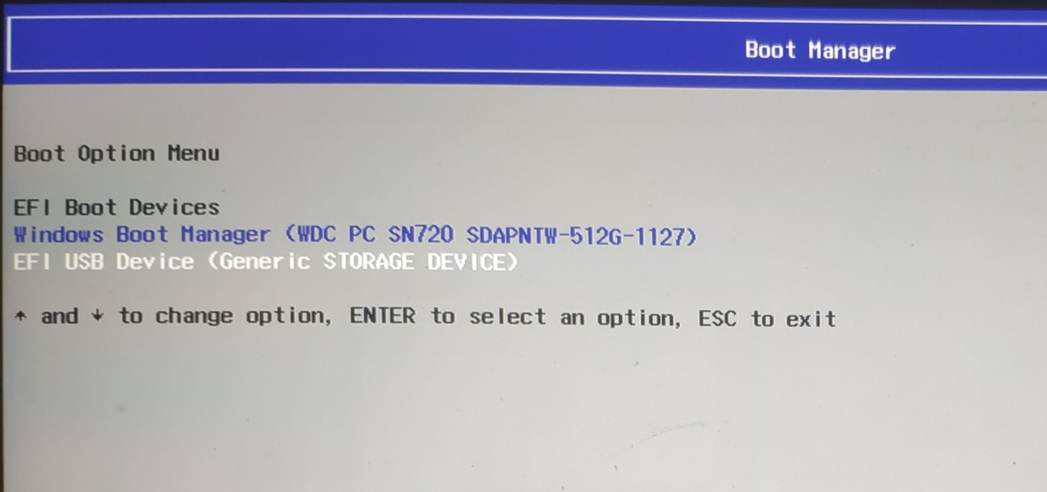 Boot Manager
Boot Option Menu
EFI Boot Devices
Windows Boot Manager (WDC PC SN720 SDAPNTW-512G-1127)
EFI USB Device (Generic STORAGE DEVICE)
↑ and ↓ to change option, ENTER to select an option, ESC to exit